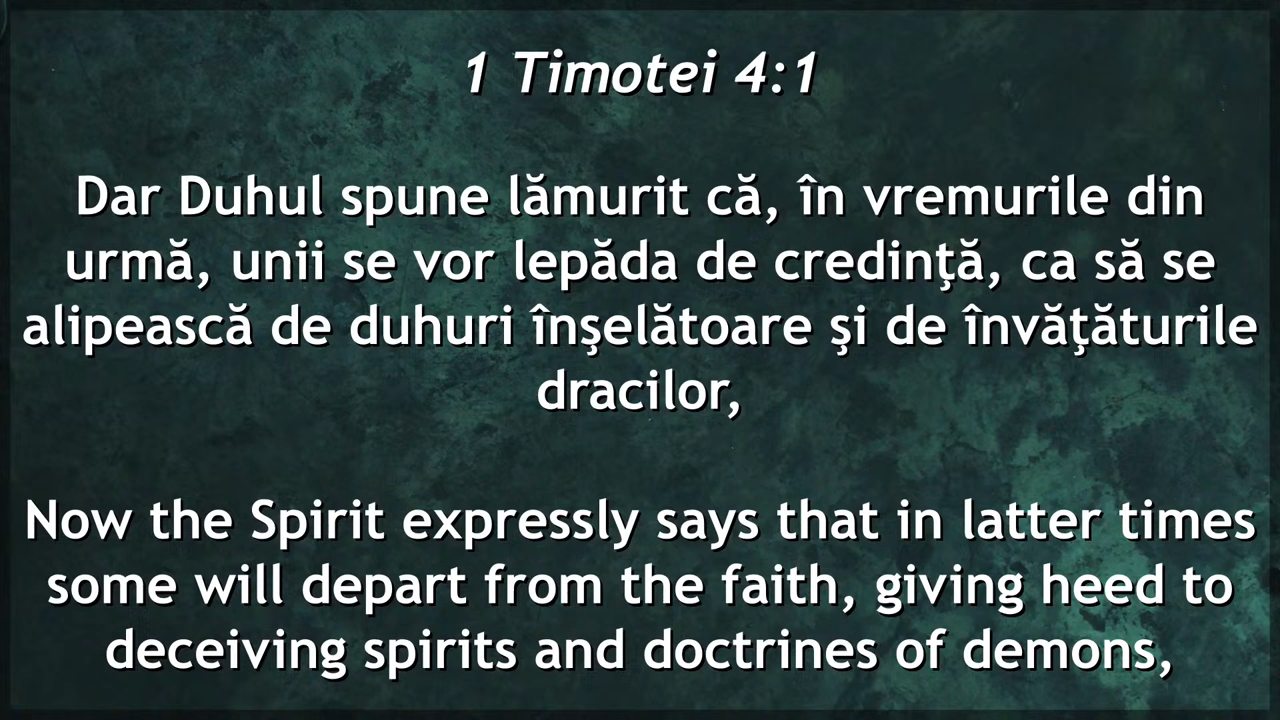 1 Timotei 4:1
Dar Duhul spune lămurit că, în vremurile din
urmă, unii se vor lepăda de credinţă, ca să se
alipească de duhuri înşelătoare şi de învăţăturile
dracilor,
Now the Spirit expressly says that in latter times
some will depart from the faith, giving heed to
deceiving spirits and doctrines of demons,